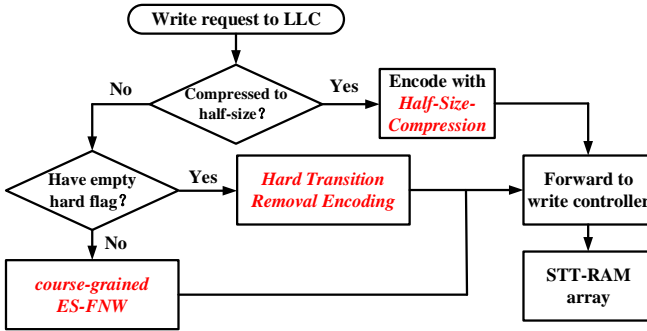 Write request to LLC
Compressed to
half-size?
No
Yes
Encode with
Half-Size-
Compression
Have empty
hard flag?
Yes
No
Hard Transition
Removal Encoding
Forward to
write controller
course-grained
ES-FNW
STT-RAM
array